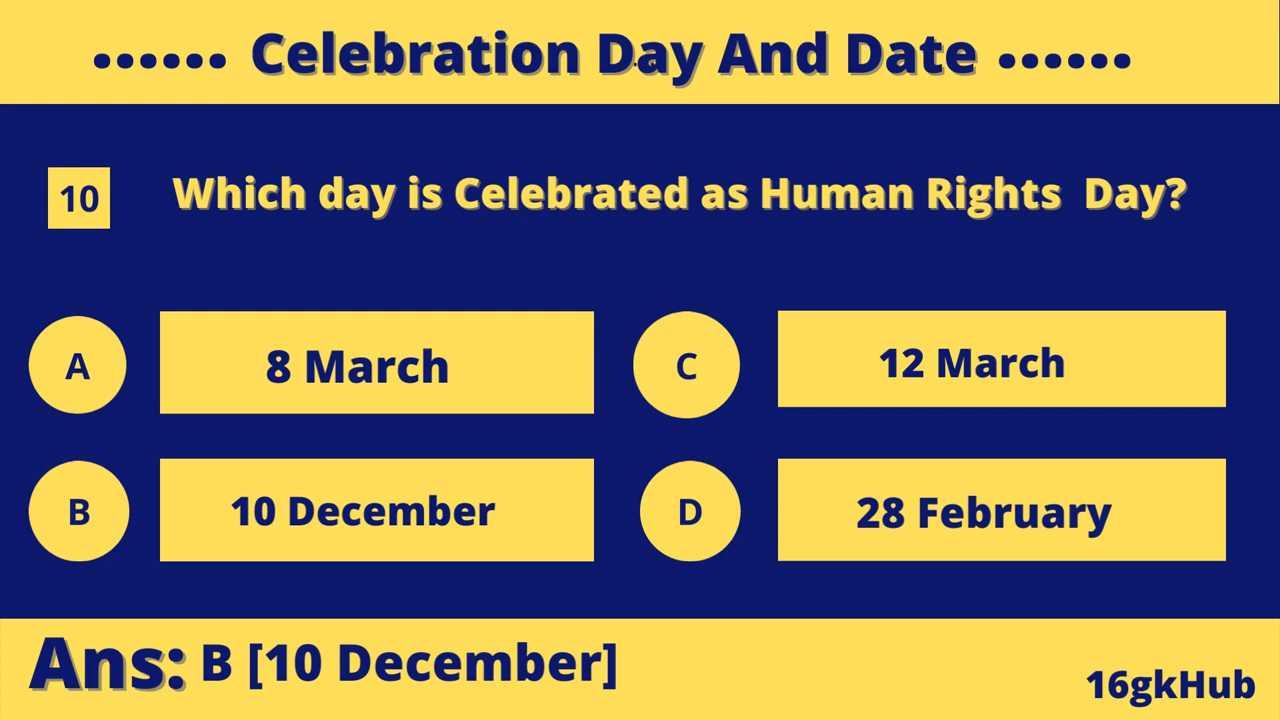 ...... Celebration Day And Date ......
10 Which day is Celebrated as Human Rights Day?
A 8 March
C 12 March
B 10 December
D 28 February
Ans: B [10 December]
16gkHub